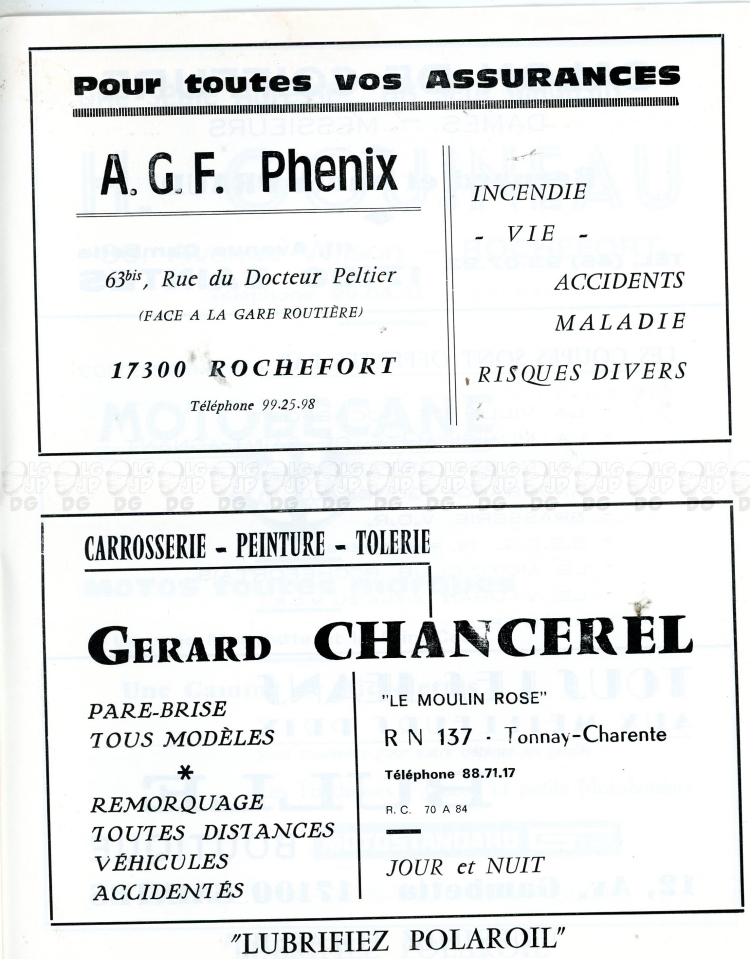 Pour toutes vos ASSURANCES
A.G.F. Phenix
63bis, Rue du Docteur Peltier
(FACE A LA GARE ROUTIÈRE)
17300 ROCHEFORT
Téléphone 99.25.98
INCENDIE
- VIE -
ACCIDENTS
MALADIE
RISQUES DIVERS
CARROSSERIE - PEINTURE - TOLERIE
GERARD CHANCEREL
PARE-BRISE
TOUS MODÈLES
*
REMORQUAGE
TOUTES DISTANCES
VÉHICULES
ACCIDENTÉS
"LE MOULIN ROSE"
R N 137 - Tonnay-Charente
Téléphone 88.71.17
R.C. 70 A 84
JOUR et NUIT
"LUBRIFIEZ POLAROIL"